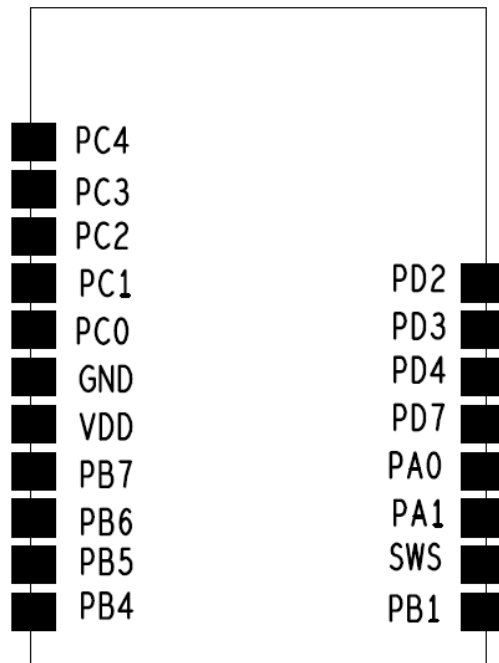 PC4
PC3
PC2
PC1
PC0
GND
VDD
PB7
PB6
PB5
PB4
PD2
PD3
PD4
PD7
PA0
PA1
SWS
PB1